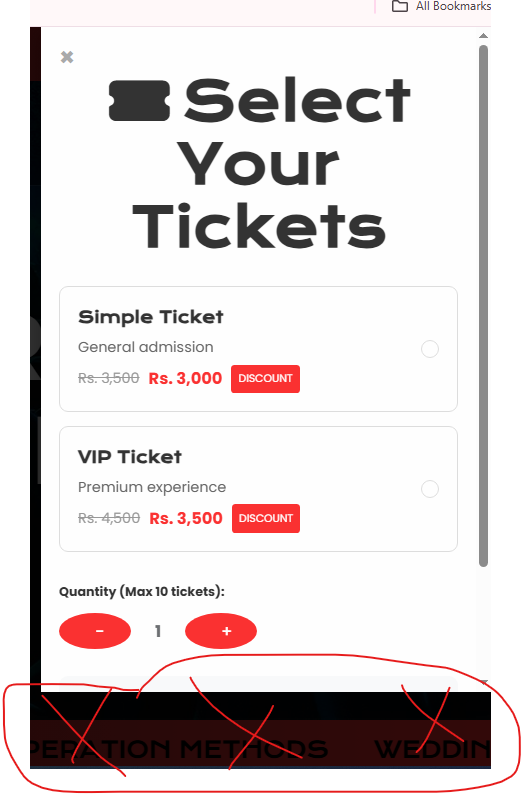 All Bookmarks
✖
Select
Your
Tickets
Simple Ticket
General admission
Rs. 3,500 Rs. 3,000 DISCOUNT
VIP Ticket
Premium experience
Rs. 4,500 Rs. 3,500 DISCOUNT
Quantity (Max 10 tickets):
− 1 +
PERATION METHODS WEDDIN